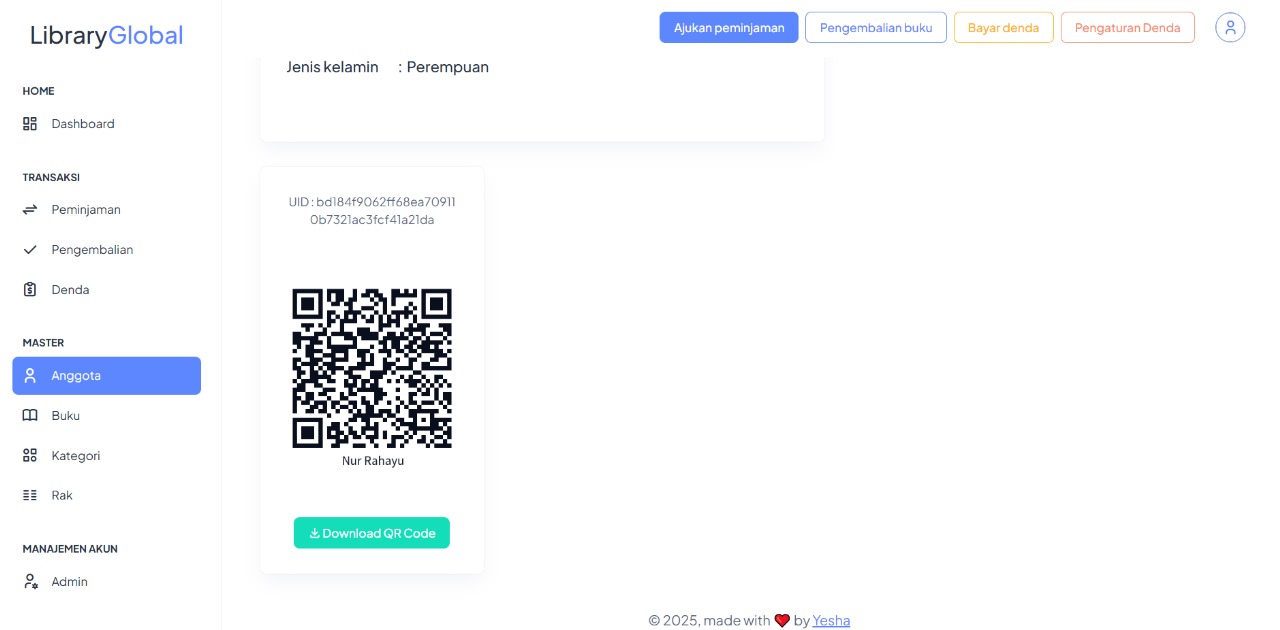 LibraryGlobal
Ajukan peminjaman
Pengembalian buku
Bayar denda
Pengaturan Denda
HOME
Dashboard
TRANSAKSI
Peminjaman
Pengembalian
Denda
MASTER
Anggota
Buku
Kategori
Rak
MANAJEMEN AKUN
Admin
Jenis kelamin : Perempuan
UID : bd184f9062ff68ea70911
0b7321ac3fcf41a21da
Nur Rahayu
Download QR Code
© 2025, made with ❤️ by Yesha